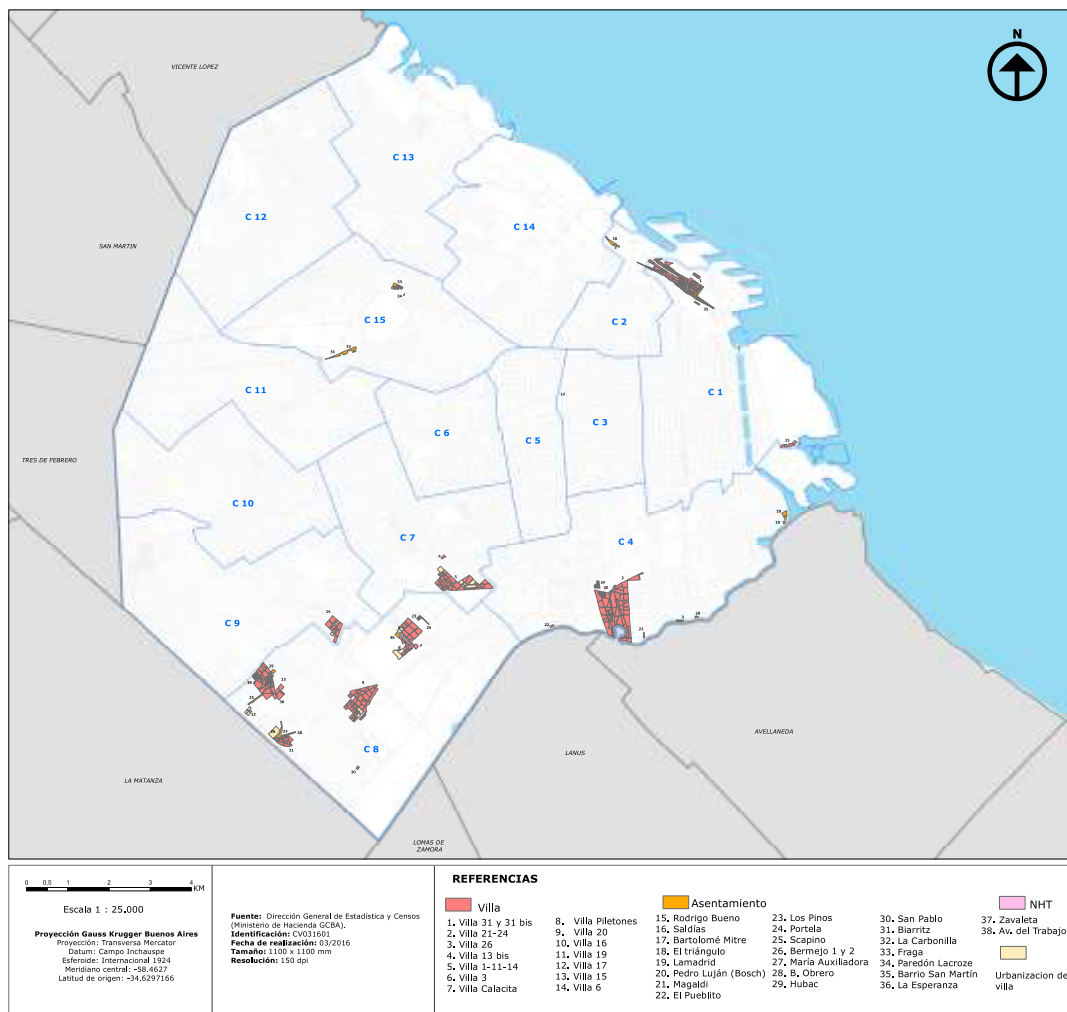 N
VICENTE LOPEZ
C 13
C 12
C 14
SAN MARTIN
C 15
C 2
C 11
C 1
C 3
C 6
C 5
TRES DE FEBRERO
C 10
C 7
C 4
C 9
C 8
AVELLANEDA
LANUS
LA MATANZA
LOMAS DE
ZAMORA
0 0,5 1 2 3 4
KM
Escala 1 : 25.000
Proyección Gauss Krugger Buenos Aires
Proyección: Transversa Mercator
Datum: Campo Inchauspe
Esferoide: Internacional 1924
Meridiano central: -58.4627
Latitud de origen: -34.6297166
Fuente: Dirección General de Estadística y Censos
(Ministerio de Hacienda GCBA).
Identificación: CV031601
Fecha de realización: 03/2016
Tamaño: 1100 x 1100 mm
Resolución: 150 dpi
REFERENCIAS
Villa
1. Villa 31 y 31 bis
2. Villa 21-24
3. Villa 26
4. Villa 13 bis
5 Villa 1-11-14
6. Villa 3
7. Villa Calacita
8. Villa Piletones
9. Villa 20
10. Villa 16
11. Villa 19
12. Villa 17
13. Villa 15
14. Villa 6
Asentamiento
15. Rodrigo Bueno
16. Saldías
17. Bartolomé Mitre
18. El triángulo
19. Lamadrid
20. Pedro Luján (Bosch)
21. Magaldi
22. El Pueblito
23. Los Pinos
24. Portela
25. Scapino
26. Bermejo 1 y 2
27. María Auxiliadora
28. B. Obrero
29. Hubac
30. San Pablo
31. Biarritz
32. La Carbonilla
33. Fraga
34. Paredón Lacroze
35. Barrio San Martín
36. La Esperanza
NHT
37. Zavaleta
38. Av. del Trabajo
Urbanizacion de
villa